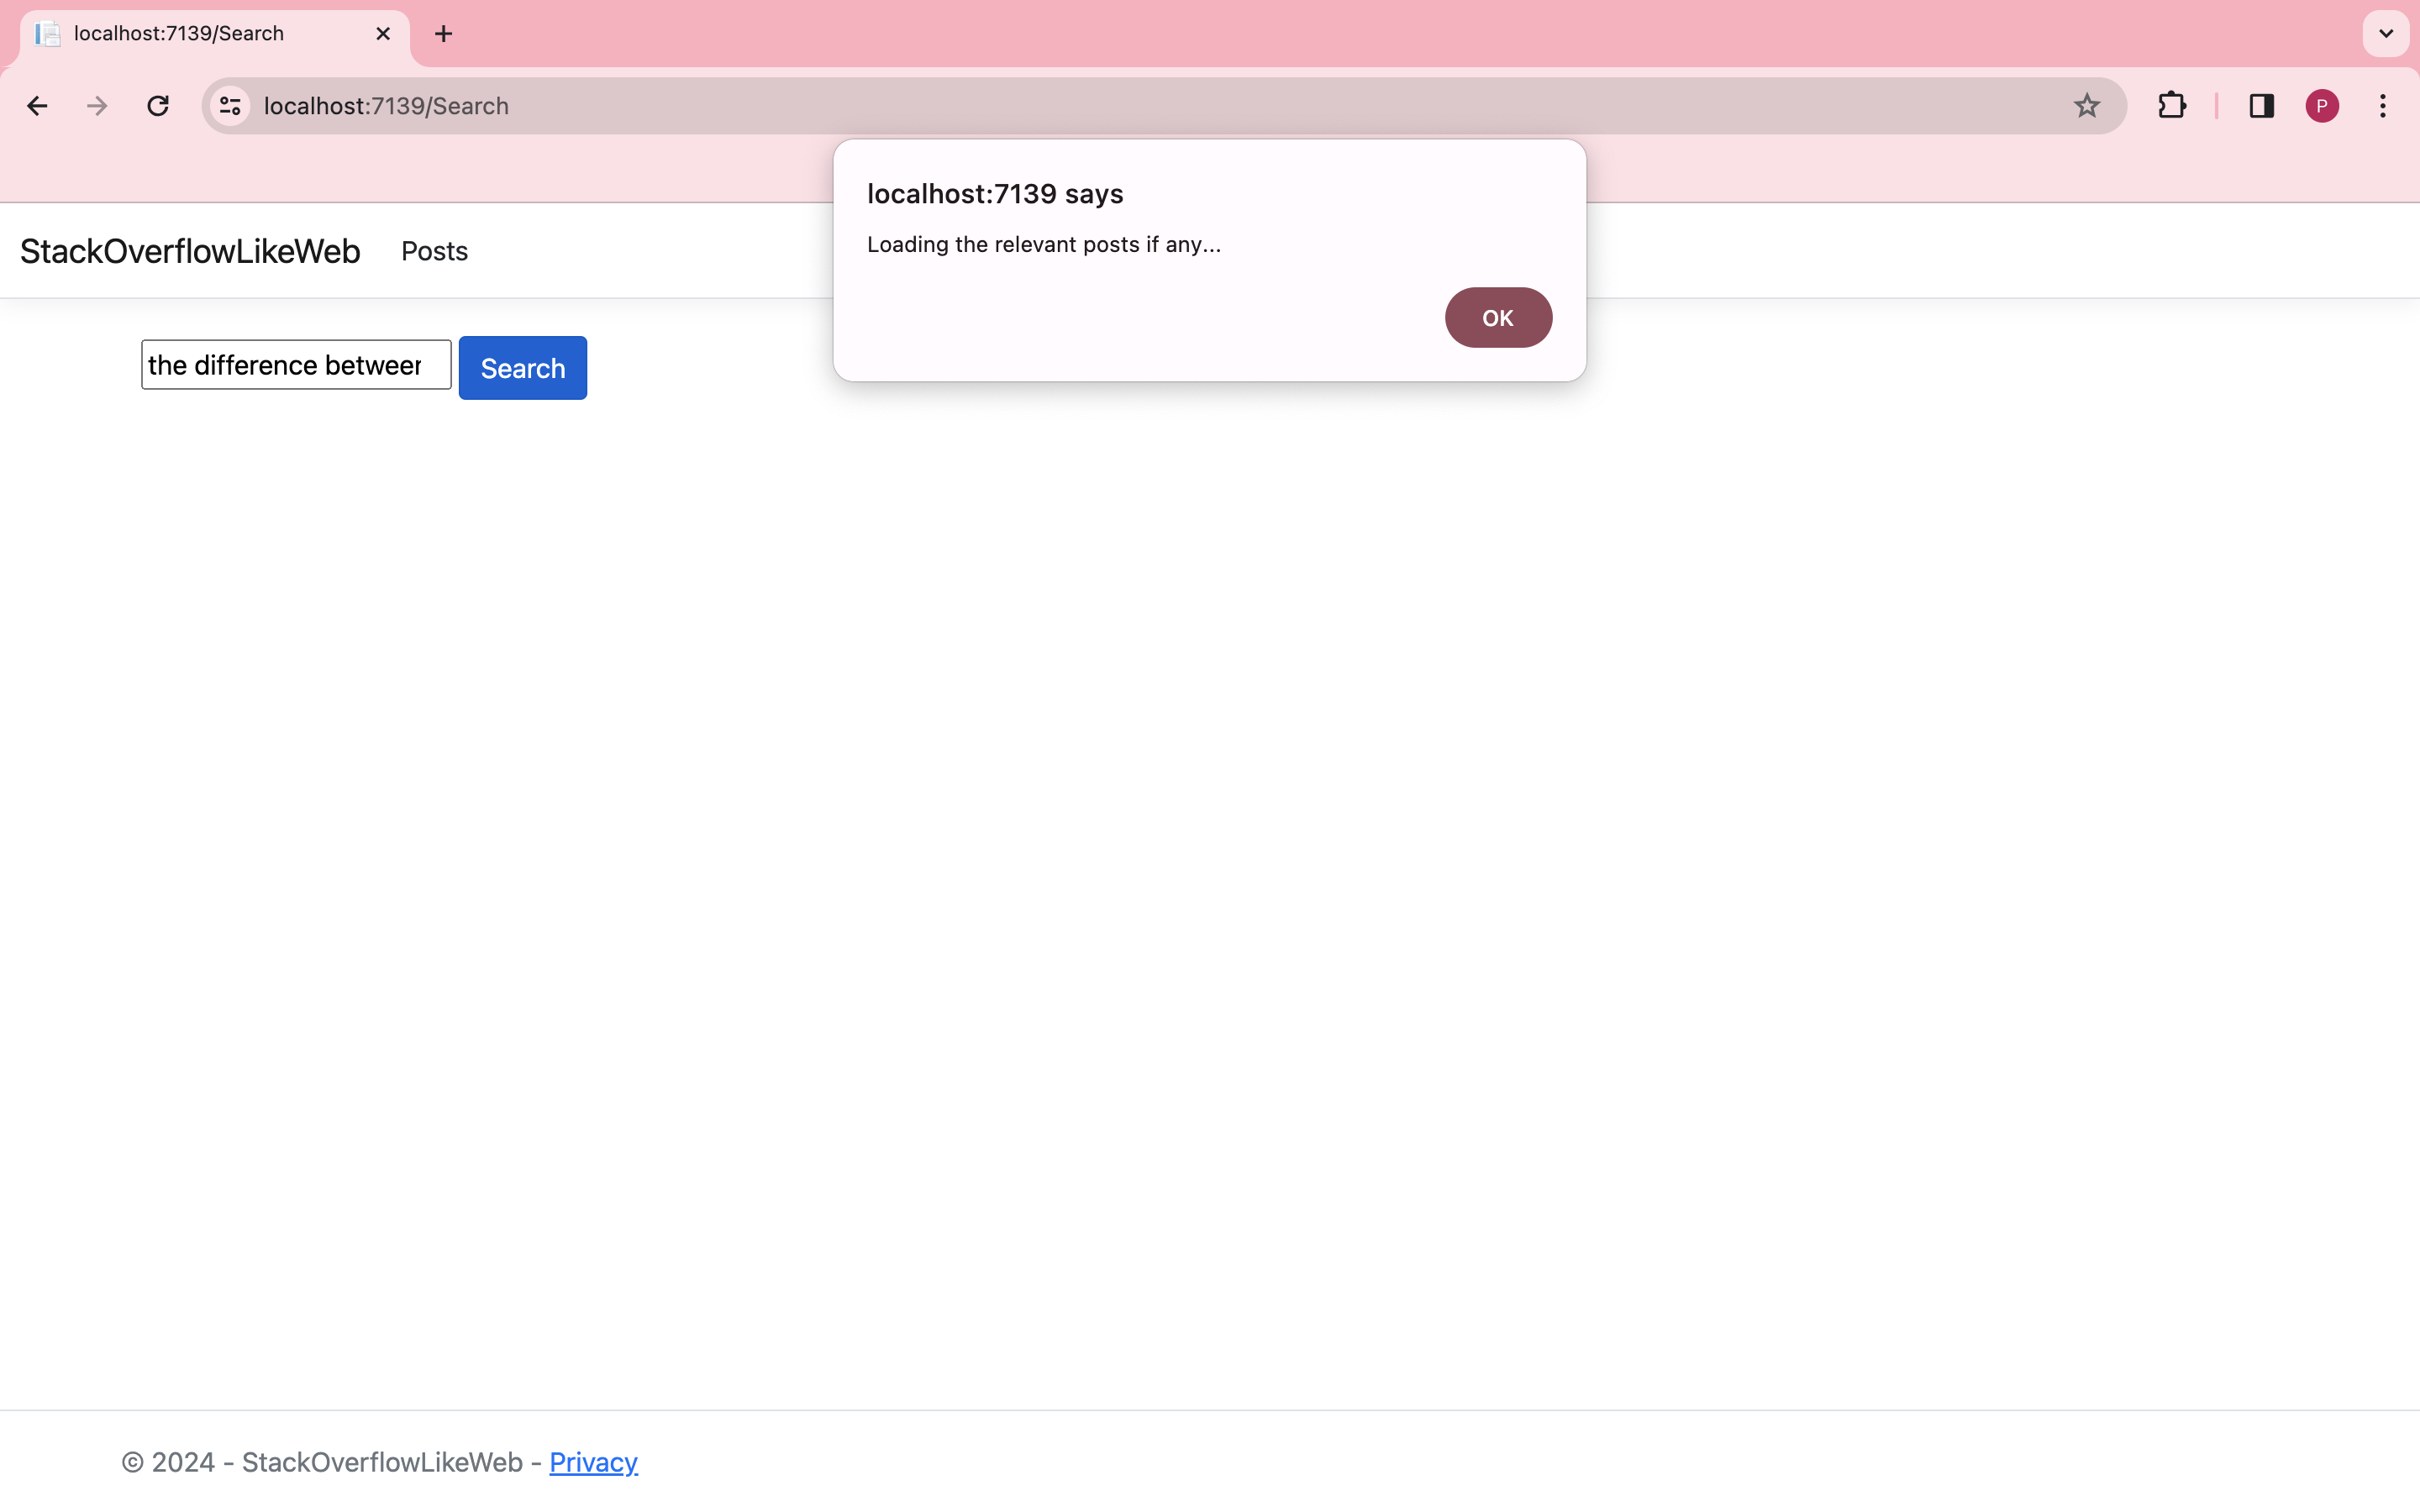 localhost:7139/Search
localhost:7139/Search
P
localhost:7139 says
Loading the relevant posts if any...
OK
StackOverflowLikeWeb Posts
the difference between
Search
© 2024 - StackOverflowLikeWeb - Privacy